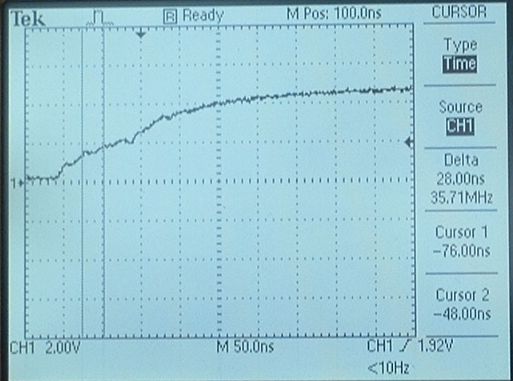 Tek
R Ready
M Pos: 100.0ns
CURSOR
Type
Time
Source
CH1
Delta
28.00ns
35.71MHz
Cursor 1
-76.00ns
Cursor 2
-48.00ns
1
CH1 2.00V
M 50.0ns
CH1 1.92V
<10Hz